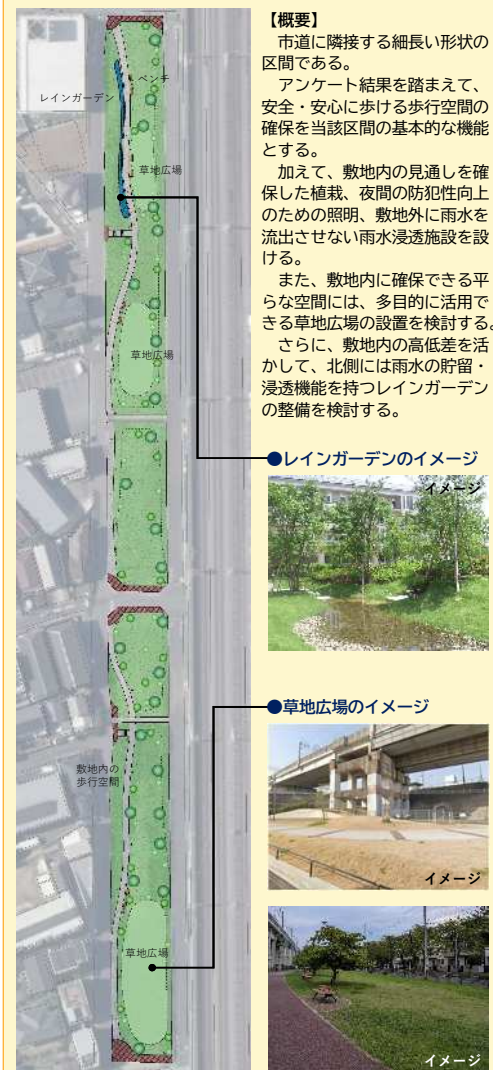 【概要】
市道に隣接する細長い形状の
区間である。
アンケート結果を踏まえて、
安全・安心に歩ける歩行空間の
確保を当該区間の基本的な機能
とする。
加えて、敷地内の見通しを確
保した植栽、夜間の防犯性向上
のための照明、敷地外に雨水を
流出させない雨水浸透施設を設
ける。
また、敷地内に確保できる平
らな空間には、多目的に活用で
きる草地広場の設置を検討する。
さらに、敷地内の高低差を活
かして、北側には雨水の貯留・
浸透機能を持つレインガーデン
の整備を検討する。
ベンチ
レインガーデン
草地広場
草地広場
●レインガーデンのイメージ
イメージ
●草地広場のイメージ
イメージ
敷地内の
歩行空間
草地広場
イメージ